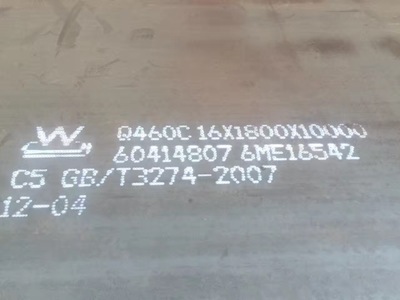 W
Q460C 16X1800X10000
60414807 6ME16542
C5 GB/T3274-2007
12-04